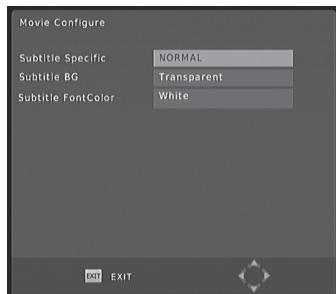 Movie Configure
Subtitle Specific NORMAL
Subtitle BG Transparent
Subtitle FontColor White
EXIT EXIT